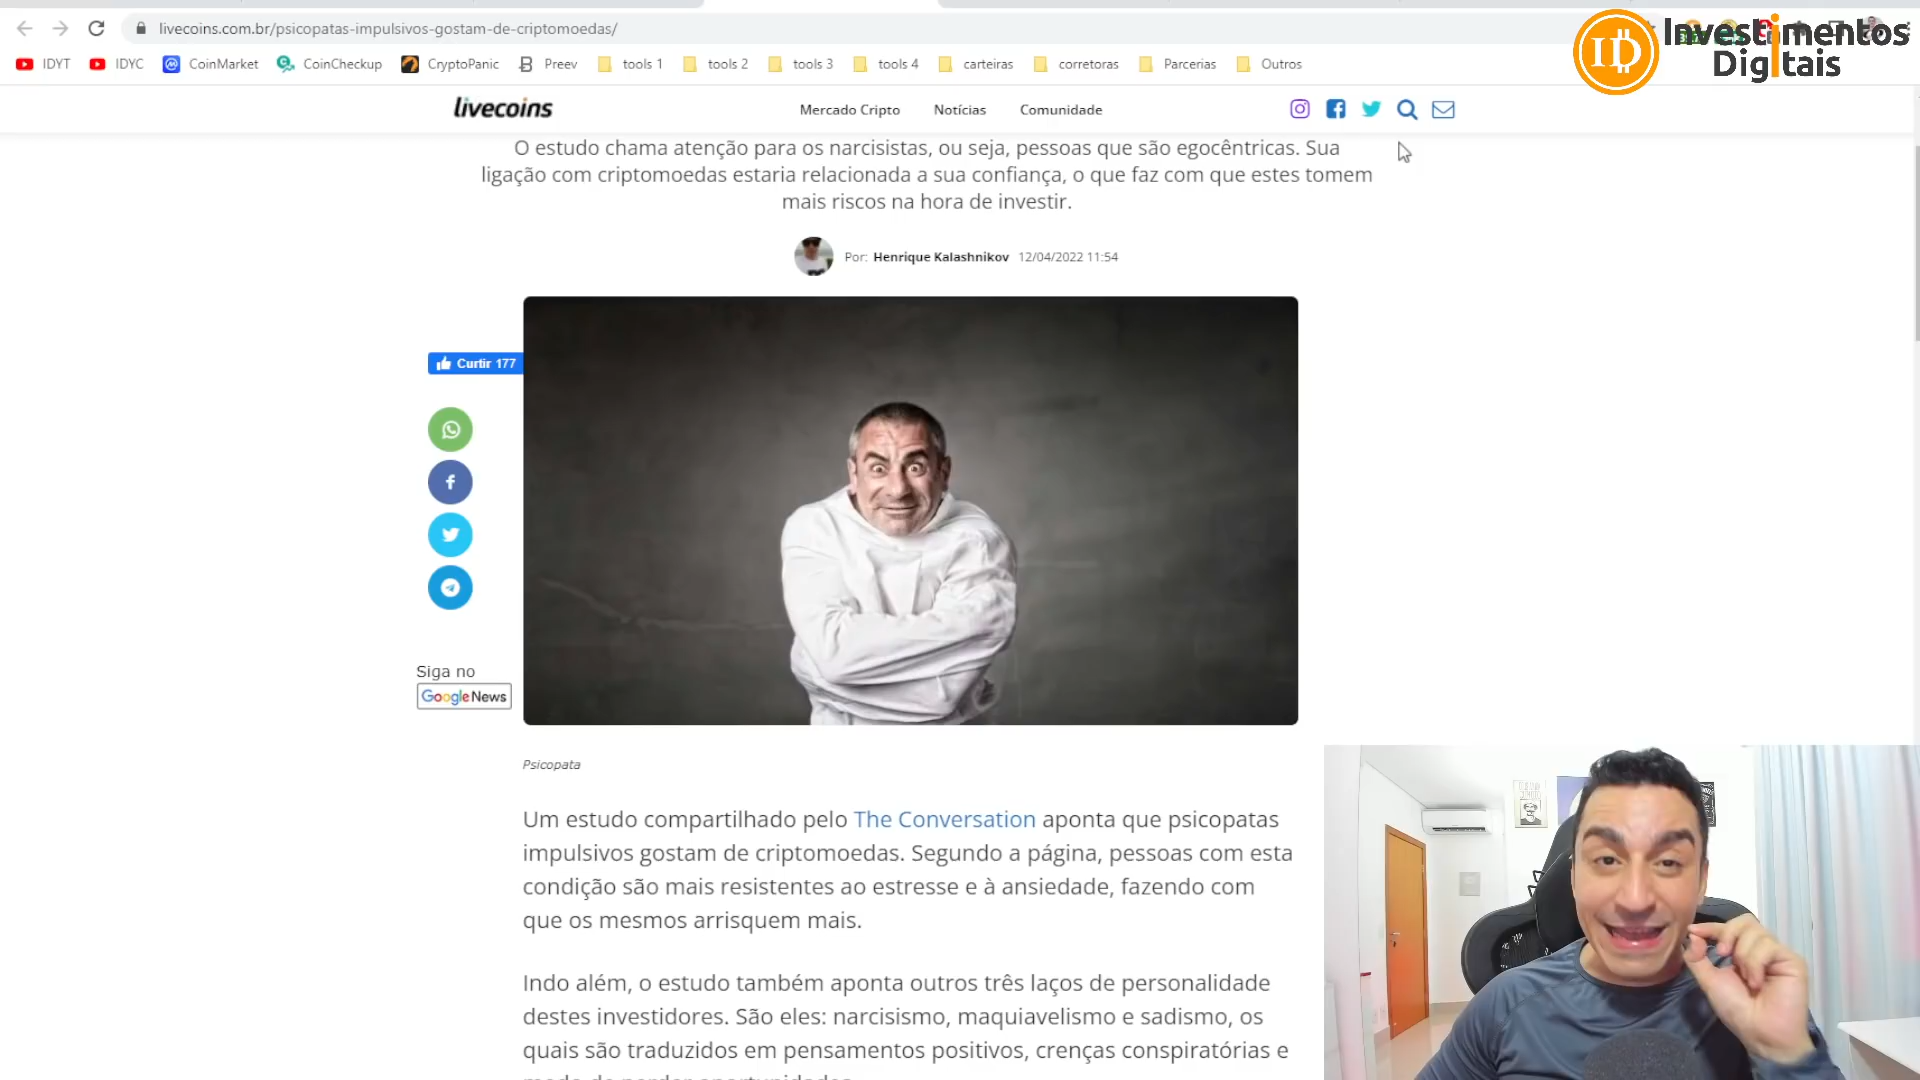 livecoins.com.br/psicopatas-impulsivos-gostam-de-criptomoedas/
Investimentos
Digitais
IDYT IDYC CoinMarket CoinCheckup CryptoPanic Preev tools 1 tools 2 tools 3 tools 4 carteiras corretoras Parcerias Outros
livecoins Mercado Cripto Notícias Comunidade
O estudo chama atenção para os narcisistas, ou seja, pessoas que são egocêntricas. Sua
ligação com criptomoedas estaria relacionada a sua confiança, o que faz com que estes tomem
mais riscos na hora de investir.
Por: Henrique Kalashnikov 12/04/2022 11:54
Curtir 177
Siga no
Google News
Psicopata
Um estudo compartilhado pelo The Conversation aponta que psicopatas
impulsivos gostam de criptomoedas. Segundo a página, pessoas com esta
condição são mais resistentes ao estresse e à ansiedade, fazendo com
que os mesmos arrisquem mais.
Indo além, o estudo também aponta outros três laços de personalidade
destes investidores. São eles: narcisismo, maquiavelismo e sadismo, os
quais são traduzidos em pensamentos positivos, crenças conspiratórias e